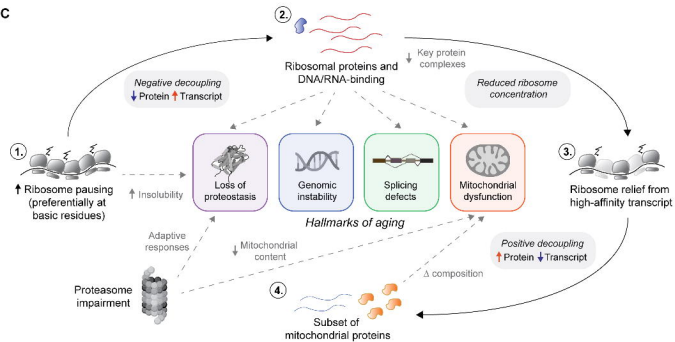 C
2.
Ribosomal proteins and
DNA/RNA-binding
↓ Key protein
complexes
Negative decoupling
↓ Protein ↑ Transcript
Reduced ribosome
concentration
1.
↑ Ribosome pausing
(preferentially at
basic residues)
↑ Insolubility
Loss of
proteostasis
Genomic
instability
Splicing
defects
Mitochondrial
dysfunction
Hallmarks of aging
3.
Ribosome relief from
high-affinity transcript
Adaptive
responses
↓ Mitochondrial
content
Positive decoupling
↑ Protein ↓ Transcript
Δ composition
Proteasome
impairment
4.
Subset of
mitochondrial proteins